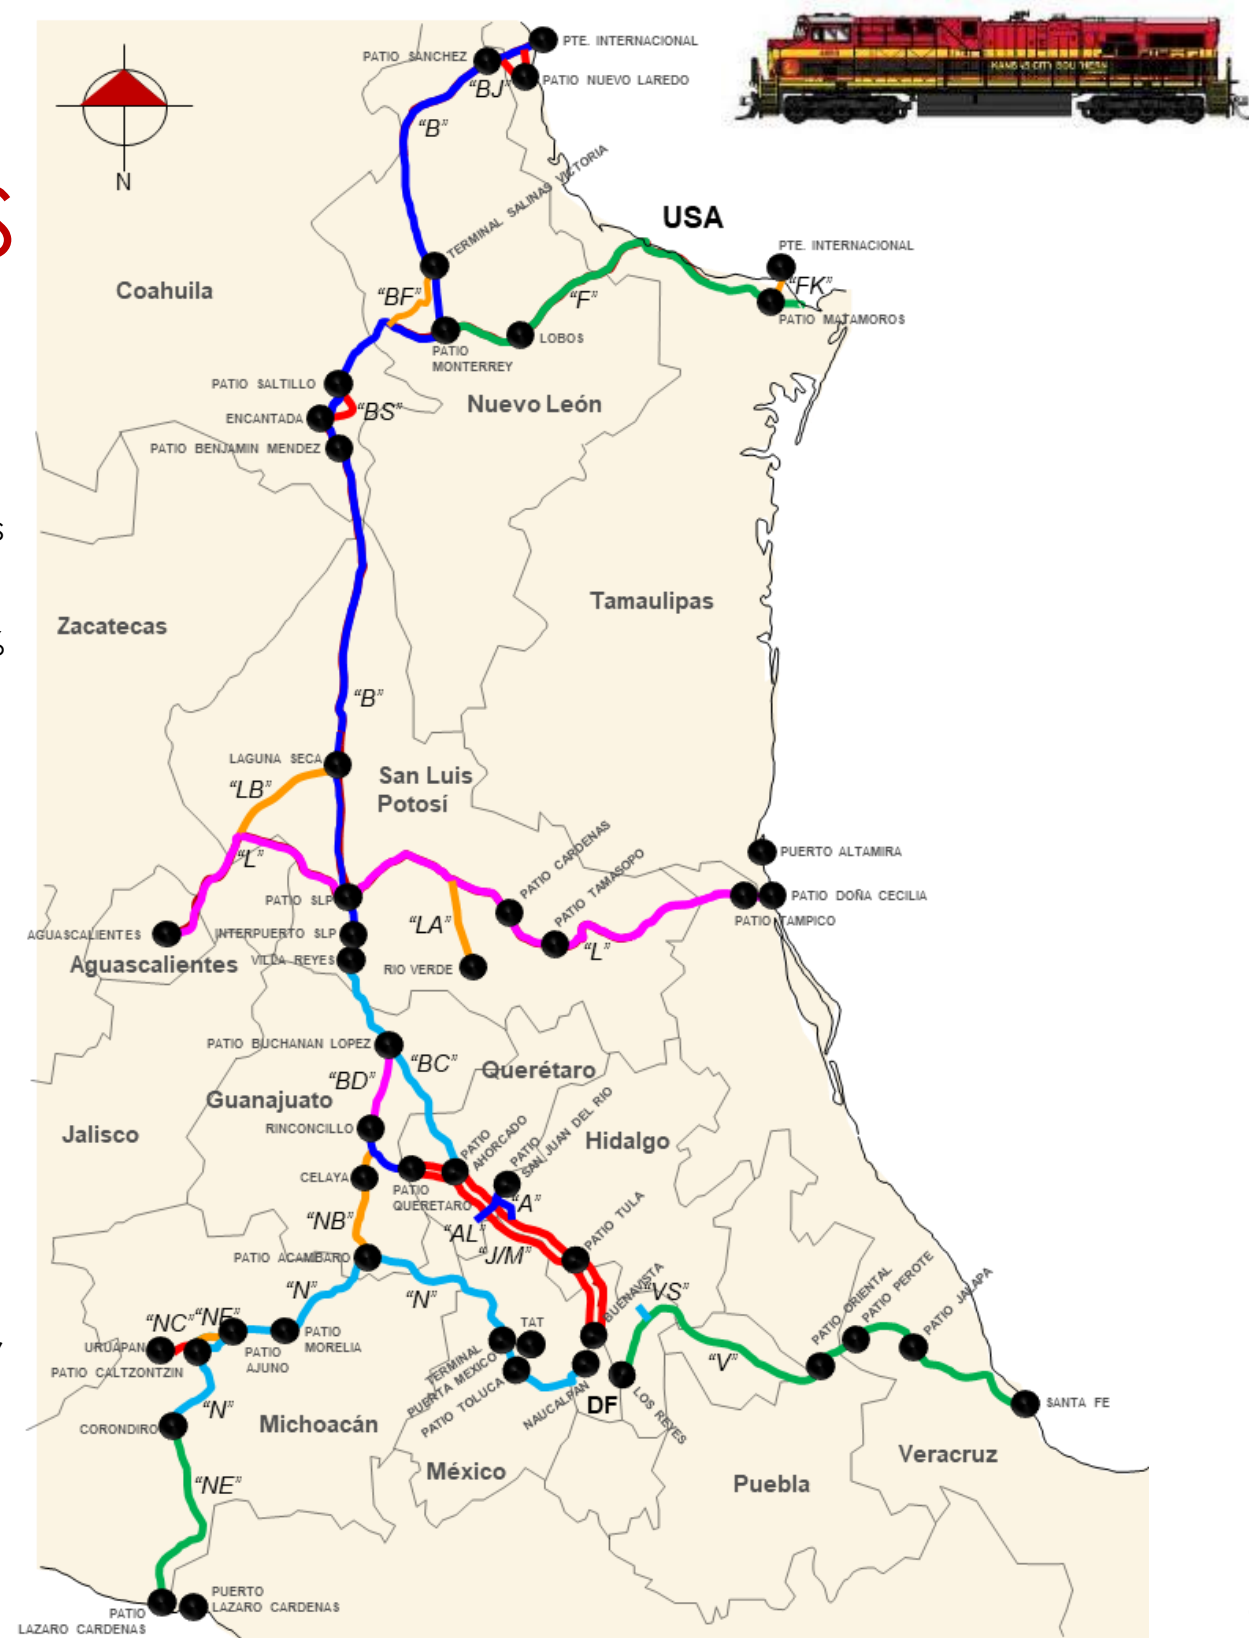 PATIO SANCHEZ
PTE. INTERNACIONAL
PATIO NUEVO LAREDO
“BJ”
“B”
KANSAS CITY SOUTHERN
N
S
TERMINAL SALINAS VICTORIA
USA
PTE. INTERNACIONAL
“FK”
PATIO MATAMOROS
Coahuila
“BF”
“F”
LOBOS
PATIO
MONTERREY
PATIO SALTILLO
“BS”
Nuevo León
ENCANTADA
PATIO BENJAMIN MENDEZ
s
Tamaulipas
Zacatecas
“B”
LAGUNA SECA
“LB”
San Luis
Potosí
“L”
PATIO CARDENAS
PATIO TAMASOPO
PUERTO ALTAMIRA
PATIO SLP
PATIO DOÑA CECILIA
PATIO TAMPICO
“LA”
“L”
AGUASCALIENTES
INTERPUERTO SLP
Aguascalientes
VILLA REYES
RIO VERDE
PATIO BUCHANAN LOPEZ
“BC”
“BD”
Querétaro
Guanajuato
RINCONCILLO
Jalisco
PATIO
AHORCADO
PATIO
SAN JUAN DEL RIO
Hidalgo
CELAYA
PATIO
QUERETARO
“A”
“AL”
“NB”
“J/M”
PATIO TULA
PATIO ACAMBARO
“N”
“N”
BUENAVISTA
“VS”
PATIO ORIENTAL
PATIO PEROTE
PATIO JALAPA
“NC”
“NF”
URUAPAN
PATIO CALTZONTZIN
PATIO
AJUNO
PATIO
MORELIA
TAT
TERMINAL
PUERTA MEXICO
PATIO TOLUCA
NAUCALPAN
DF
LOS REYES
“V”
SANTA FE
“N”
CORONDIRO
Michoacán
México
Puebla
Veracruz
“NE”
PATIO
LAZARO CARDENAS
PUERTO
LAZARO CARDENAS